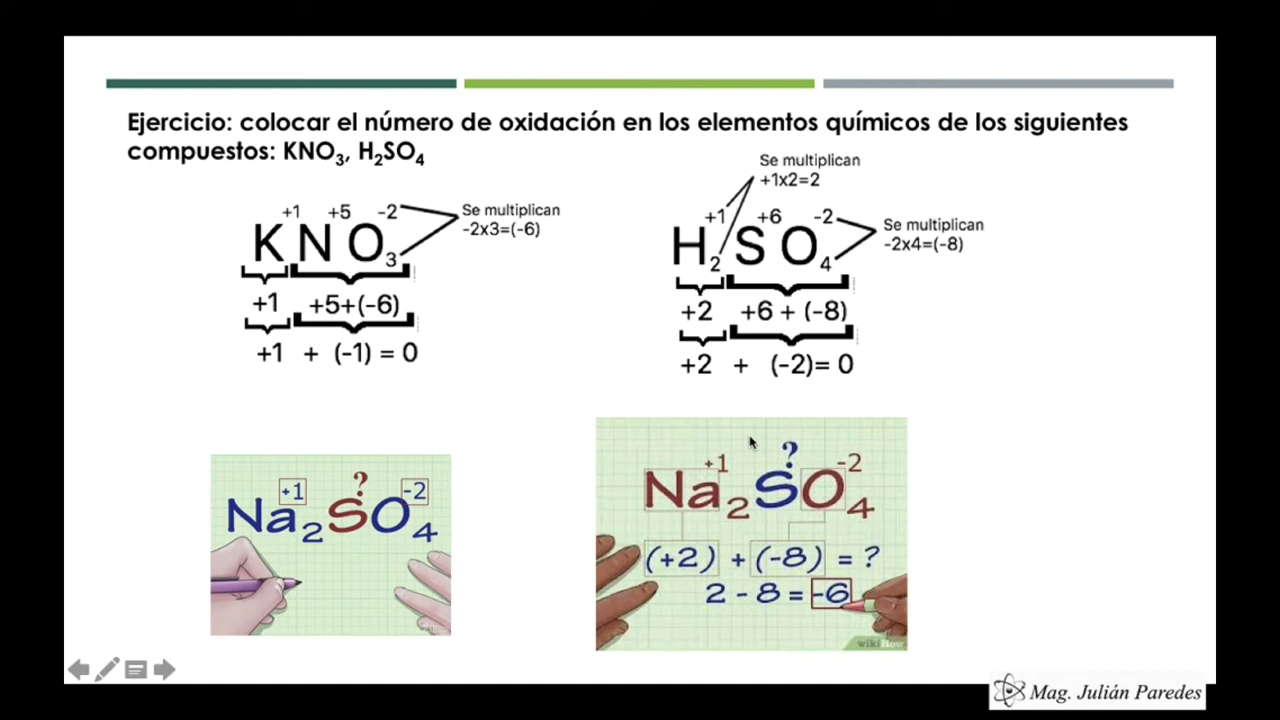 Ejercicio: colocar el número de oxidación en los elementos químicos de los siguientes
compuestos: KNO₃, H₂SO₄
+1 +5 -2
KNO₃
Se multiplican
-2x3=(-6)
+1 +5+(-6)
+1 + (-1) = 0
Se multiplican
+1x2=2
+1 +6 -2
H₂SO₄
Se multiplican
-2x4=(-8)
+2 +6 + (-8)
+2 + (-2)= 0
+1 ? -2
Na₂SO₄
+1 ? -2
Na₂SO₄
(+2) + (-8) = ?
2 - 8 = -6
wikiHow
Mag. Julián Paredes